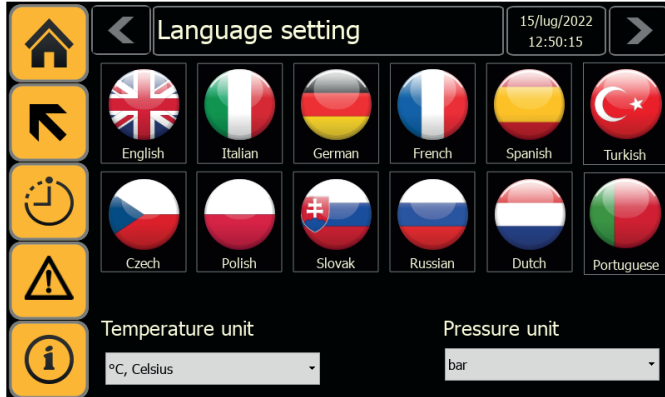 Language setting
15/lug/2022
12:50:15
English Italian German French Spanish Turkish
Czech Polish Slovak Russian Dutch Portuguese
Temperature unit Pressure unit
°C, Celsius bar
i